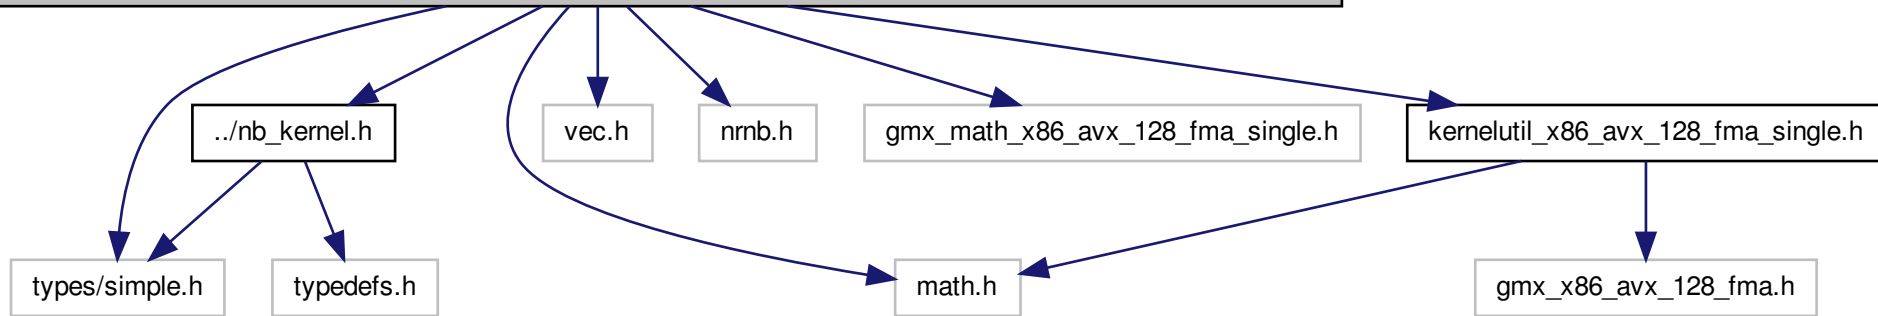 ../nb_kernel.h
vec.h
nrnb.h
gmx_math_x86_avx_128_fma_single.h
kernelutil_x86_avx_128_fma_single.h
types/simple.h
typedefs.h
math.h
gmx_x86_avx_128_fma.h